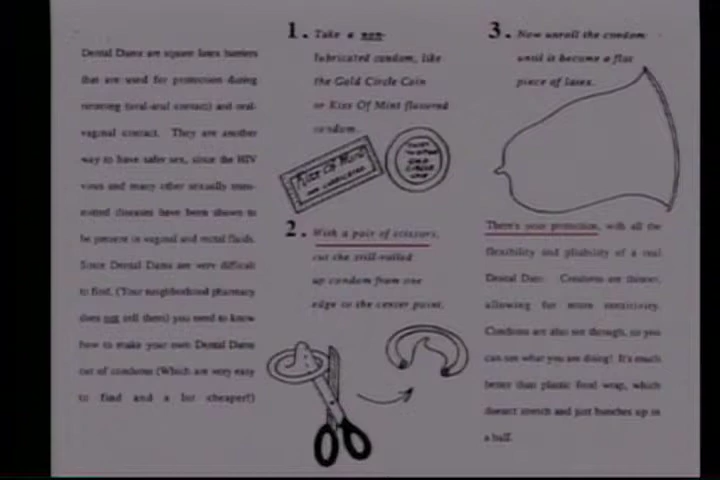 Dental Dams are square latex barriers
that are used for protection during
rimming (oral-anal contact) and oral-
vaginal contact. They are another
way to have safer sex, since the HIV
virus and many other sexually trans-
mitted diseases have been shown to
be present in vaginal and rectal fluids.
Since Dental Dams are very difficult
to find, (Your neighborhood pharmacy
does not sell them) you need to know
how to make your own Dental Dams
out of condoms (Which are very easy
to find and a lot cheaper!)
1. Take a non-
lubricated condom, like
the Gold Circle Coin
or Kiss Of Mint flavored
condom.
Kiss Of Mint
GOLD
CIRCLE
COIN
2. With a pair of scissors,
cut the still-rolled
up condom from one
edge to the center point.
3. Now unroll the condom
until it becomes a flat
piece of latex.
There's your protection, with all the
flexibility and pliability of a real
Dental Dam. Condoms are thinner,
allowing for more sensitivity.
Condoms are also see through, so you
can see what you are doing! It's much
better than plastic food wrap, which
doesn't stretch and just bunches up in
a ball.